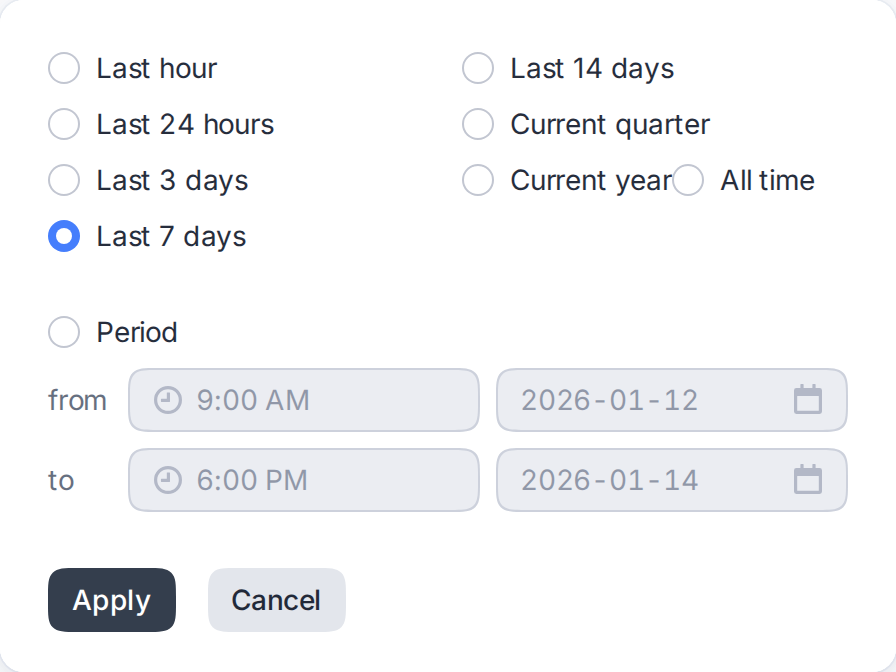 Last hour
Last 24 hours
Last 3 days
Last 7 days
Last 14 days
Current quarter
Current year
All time
Period
from 9:00 AM 2026-01-12
to 6:00 PM 2026-01-14
Apply Cancel